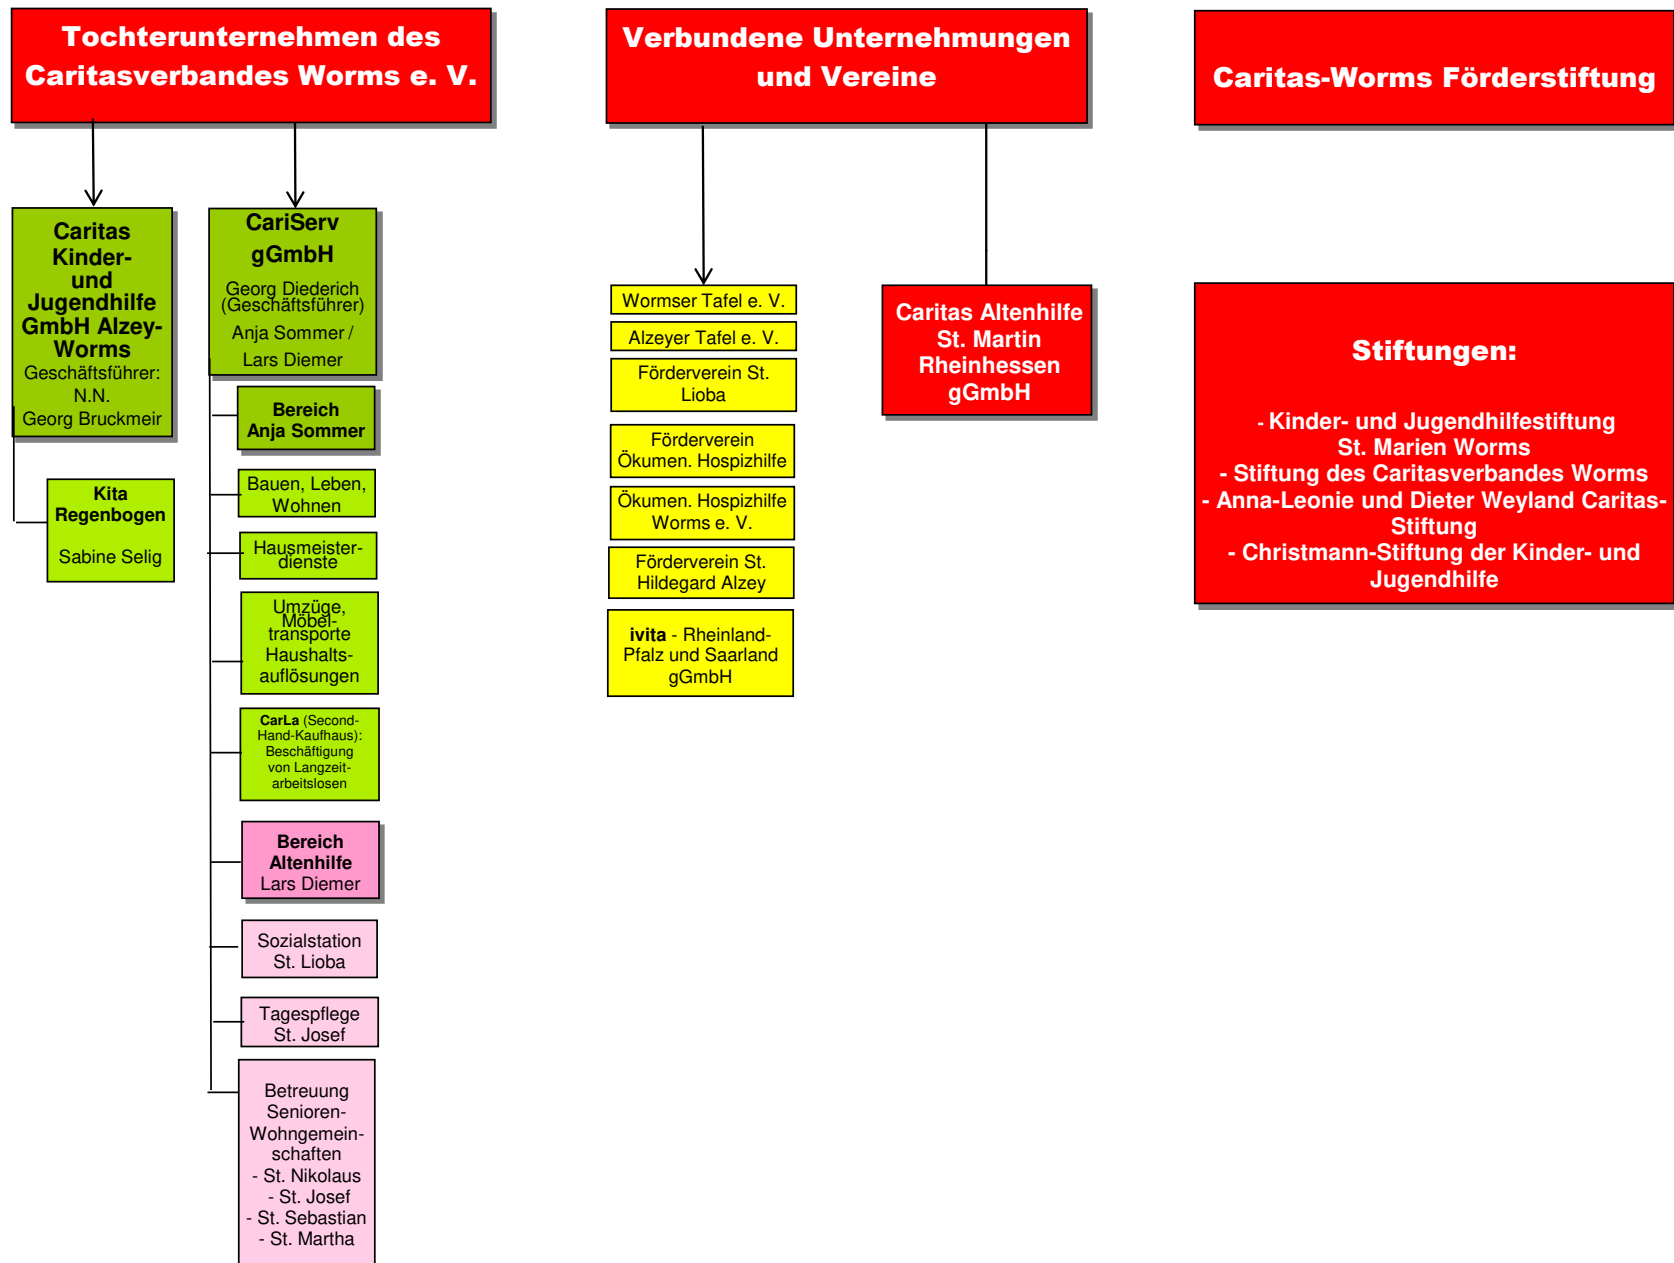 Tochterunternehmen des
Caritasverbandes Worms e. V.
Caritas
Kinder-
und
Jugendhilfe
GmbH Alzey-
Worms
Geschäftsführer:
N.N.
Georg Bruckmeir
Kita
Regenbogen
Sabine Selig
CariServ
gGmbH
Georg Diederich
(Geschäftsführer)
Anja Sommer /
Lars Diemer
Bereich
Anja Sommer
Bauen, Leben,
Wohnen
Hausmeister-
dienste
Umzüge,
Möbel-
transporte
Haushalts-
auflösungen
CarLa (Second-
Hand-Kaufhaus):
Beschäftigung
von Langzeit-
arbeitslosen
Bereich
Altenhilfe
Lars Diemer
Sozialstation
St. Lioba
Tagespflege
St. Josef
Betreuung
Senioren-
Wohngemein-
schaften
- St. Nikolaus
- St. Josef
- St. Sebastian
- St. Martha
Verbundene Unternehmungen
und Vereine
Wormser Tafel e. V.
Alzeyer Tafel e. V.
Förderverein St.
Lioba
Förderverein
Ökumen. Hospizhilfe
Ökumen. Hospizhilfe
Worms e. V.
Förderverein St.
Hildegard Alzey
ivita - Rheinland-
Pfalz und Saarland
gGmbH
Caritas Altenhilfe
St. Martin
Rheinhessen
gGmbH
Caritas-Worms Förderstiftung
Stiftungen:
- Kinder- und Jugendhilfestiftung
St. Marien Worms
- Stiftung des Caritasverbandes Worms
- Anna-Leonie und Dieter Weyland Caritas-
Stiftung
- Christmann-Stiftung der Kinder- und
Jugendhilfe